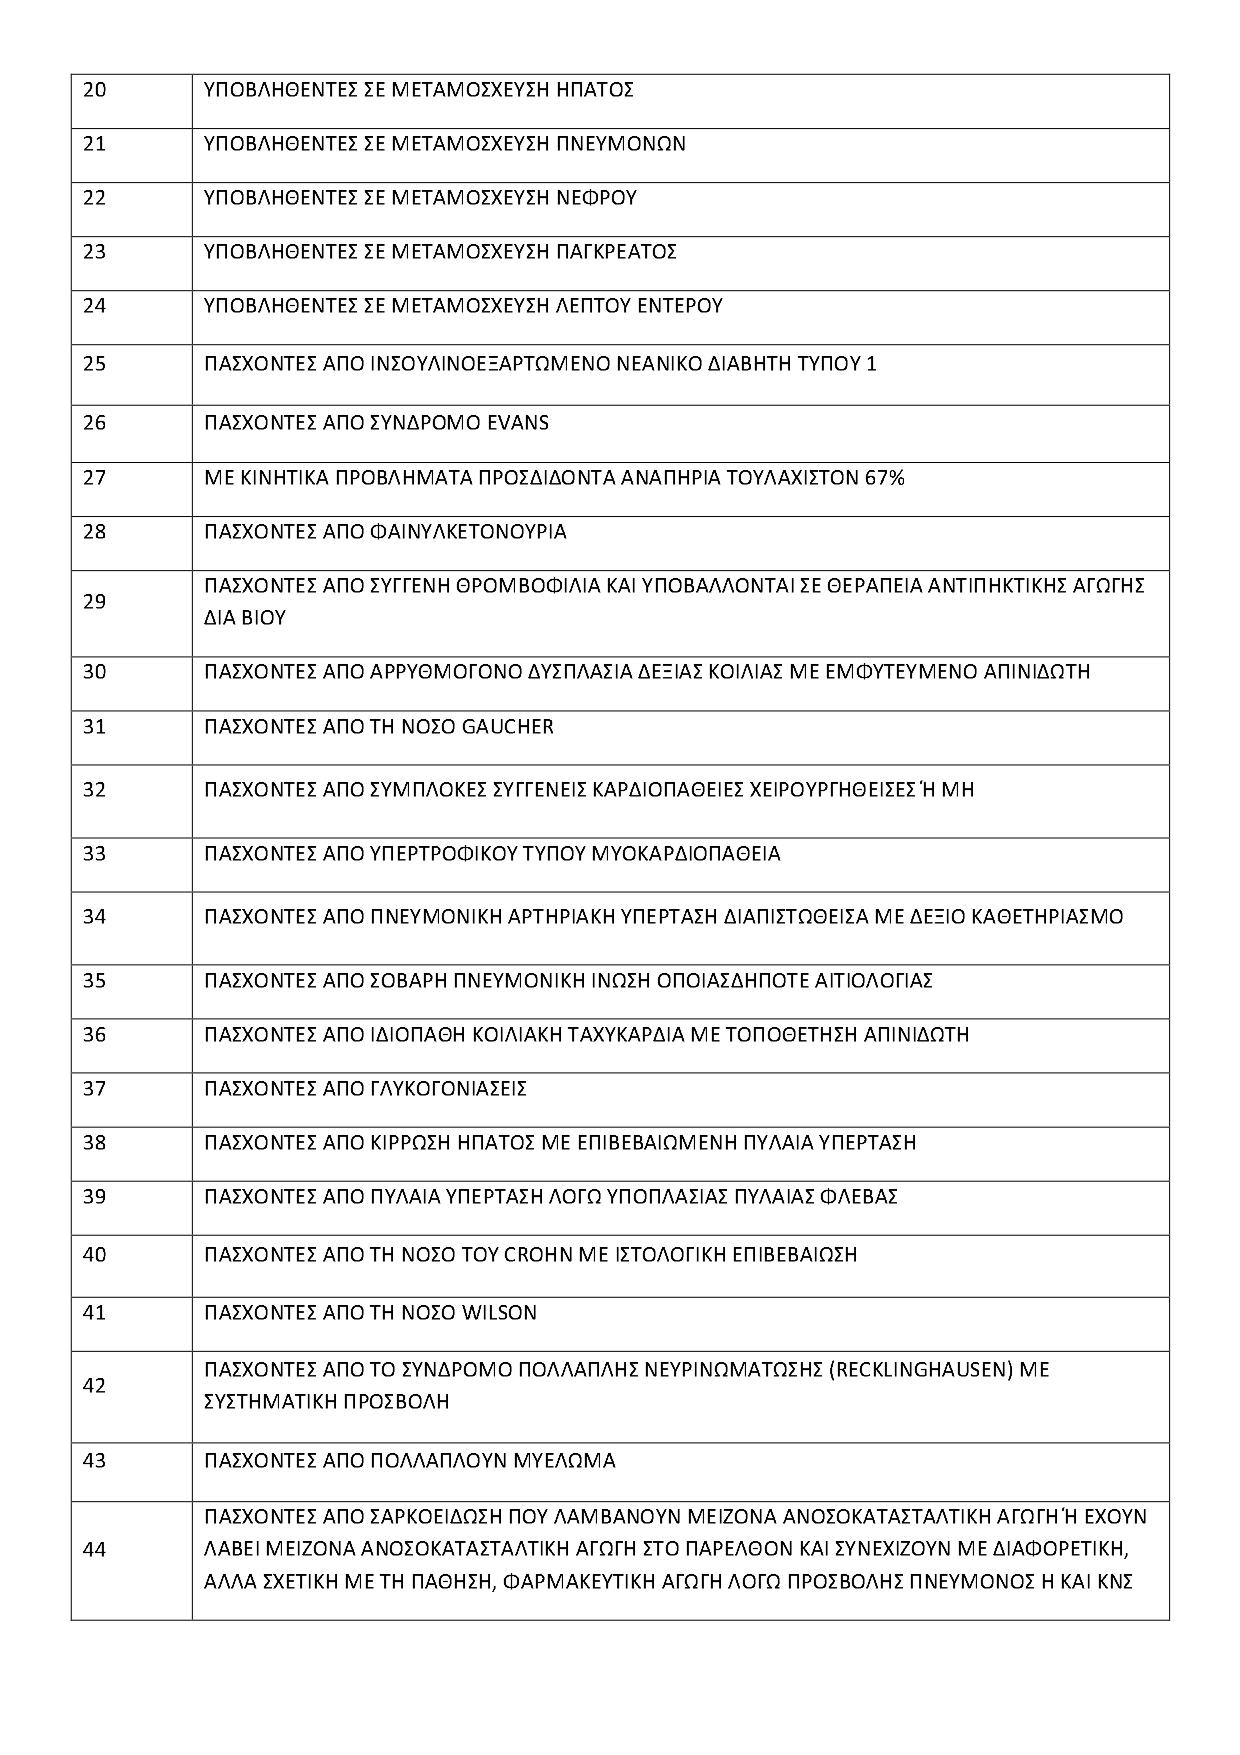 20 ΥΠΟΒΛΗΘΕΝΤΕΣ ΣΕ ΜΕΤΑΜΟΣΧΕΥΣΗ ΗΠΑΤΟΣ
21 ΥΠΟΒΛΗΘΕΝΤΕΣ ΣΕ ΜΕΤΑΜΟΣΧΕΥΣΗ ΠΝΕΥΜΟΝΩΝ
22 ΥΠΟΒΛΗΘΕΝΤΕΣ ΣΕ ΜΕΤΑΜΟΣΧΕΥΣΗ ΝΕΦΡΟΥ
23 ΥΠΟΒΛΗΘΕΝΤΕΣ ΣΕ ΜΕΤΑΜΟΣΧΕΥΣΗ ΠΑΓΚΡΕΑΤΟΣ
24 ΥΠΟΒΛΗΘΕΝΤΕΣ ΣΕ ΜΕΤΑΜΟΣΧΕΥΣΗ ΛΕΠΤΟΥ ΕΝΤΕΡΟΥ
25 ΠΑΣΧΟΝΤΕΣ ΑΠΟ ΙΝΣΟΥΛΙΝΟΕΞΑΡΤΩΜΕΝΟ ΝΕΑΝΙΚΟ ΔΙΑΒΗΤΗ ΤΥΠΟΥ 1
26 ΠΑΣΧΟΝΤΕΣ ΑΠΟ ΣΥΝΔΡΟΜΟ EVANS
27 ΜΕ ΚΙΝΗΤΙΚΑ ΠΡΟΒΛΗΜΑΤΑ ΠΡΟΣΔΙΔΟΝΤΑ ΑΝΑΠΗΡΙΑ ΤΟΥΛΑΧΙΣΤΟΝ 67%
28 ΠΑΣΧΟΝΤΕΣ ΑΠΟ ΦΑΙΝΥΛΚΕΤΟΝΟΥΡΙΑ
29 ΠΑΣΧΟΝΤΕΣ ΑΠΟ ΣΥΓΓΕΝΗ ΘΡΟΜΒΟΦΙΛΙΑ ΚΑΙ ΥΠΟΒΑΛΛΟΝΤΑΙ ΣΕ ΘΕΡΑΠΕΙΑ ΑΝΤΙΠΗΚΤΙΚΗΣ ΑΓΩΓΗΣ
ΔΙΑ ΒΙΟΥ
30 ΠΑΣΧΟΝΤΕΣ ΑΠΟ ΑΡΡΥΘΜΟΓΟΝΟ ΔΥΣΠΛΑΣΙΑ ΔΕΞΙΑΣ ΚΟΙΛΙΑΣ ΜΕ ΕΜΦΥΤΕΥΜΕΝΟ ΑΠΙΝΙΔΩΤΗ
31 ΠΑΣΧΟΝΤΕΣ ΑΠΟ ΤΗ ΝΟΣΟ GAUCHER
32 ΠΑΣΧΟΝΤΕΣ ΑΠΟ ΣΥΜΠΛΟΚΕΣ ΣΥΓΓΕΝΕΙΣ ΚΑΡΔΙΟΠΑΘΕΙΕΣ ΧΕΙΡΟΥΡΓΗΘΕΙΣΕΣ Ή ΜΗ
33 ΠΑΣΧΟΝΤΕΣ ΑΠΟ ΥΠΕΡΤΡΟΦΙΚΟΥ ΤΥΠΟΥ ΜΥΟΚΑΡΔΙΟΠΑΘΕΙΑ
34 ΠΑΣΧΟΝΤΕΣ ΑΠΟ ΠΝΕΥΜΟΝΙΚΗ ΑΡΤΗΡΙΑΚΗ ΥΠΕΡΤΑΣΗ ΔΙΑΠΙΣΤΩΘΕΙΣΑ ΜΕ ΔΕΞΙΟ ΚΑΘΕΤΗΡΙΑΣΜΟ
35 ΠΑΣΧΟΝΤΕΣ ΑΠΟ ΣΟΒΑΡΗ ΠΝΕΥΜΟΝΙΚΗ ΙΝΩΣΗ ΟΠΟΙΑΣΔΗΠΟΤΕ ΑΙΤΙΟΛΟΓΙΑΣ
36 ΠΑΣΧΟΝΤΕΣ ΑΠΟ ΙΔΙΟΠΑΘΗ ΚΟΙΛΙΑΚΗ ΤΑΧΥΚΑΡΔΙΑ ΜΕ ΤΟΠΟΘΕΤΗΣΗ ΑΠΙΝΙΔΩΤΗ
37 ΠΑΣΧΟΝΤΕΣ ΑΠΟ ΓΛΥΚΟΓΟΝΙΑΣΕΙΣ
38 ΠΑΣΧΟΝΤΕΣ ΑΠΟ ΚΙΡΡΩΣΗ ΗΠΑΤΟΣ ΜΕ ΕΠΙΒΕΒΑΙΩΜΕΝΗ ΠΥΛΑΙΑ ΥΠΕΡΤΑΣΗ
39 ΠΑΣΧΟΝΤΕΣ ΑΠΟ ΠΥΛΑΙΑ ΥΠΕΡΤΑΣΗ ΛΟΓΩ ΥΠΟΠΛΑΣΙΑΣ ΠΥΛΑΙΑΣ ΦΛΕΒΑΣ
40 ΠΑΣΧΟΝΤΕΣ ΑΠΟ ΤΗ ΝΟΣΟ ΤΟΥ CROHN ΜΕ ΙΣΤΟΛΟΓΙΚΗ ΕΠΙΒΕΒΑΙΩΣΗ
41 ΠΑΣΧΟΝΤΕΣ ΑΠΟ ΤΗ ΝΟΣΟ WILSON
42 ΠΑΣΧΟΝΤΕΣ ΑΠΟ ΤΟ ΣΥΝΔΡΟΜΟ ΠΟΛΛΑΠΛΗΣ ΝΕΥΡΙΝΩΜΑΤΩΣΗΣ (RECKLINGHAUSEN) ΜΕ
ΣΥΣΤΗΜΑΤΙΚΗ ΠΡΟΣΒΟΛΗ
43 ΠΑΣΧΟΝΤΕΣ ΑΠΟ ΠΟΛΛΑΠΛΟΥΝ ΜΥΕΛΩΜΑ
44 ΠΑΣΧΟΝΤΕΣ ΑΠΟ ΣΑΡΚΟΕΙΔΩΣΗ ΠΟΥ ΛΑΜΒΑΝΟΥΝ ΜΕΙΖΟΝΑ ΑΝΟΣΟΚΑΤΑΣΤΑΛΤΙΚΗ ΑΓΩΓΗ Ή ΕΧΟΥΝ
ΛΑΒΕΙ ΜΕΙΖΟΝΑ ΑΝΟΣΟΚΑΤΑΣΤΑΛΤΙΚΗ ΑΓΩΓΗ ΣΤΟ ΠΑΡΕΛΘΟΝ ΚΑΙ ΣΥΝΕΧΙΖΟΥΝ ΜΕ ΔΙΑΦΟΡΕΤΙΚΗ,
ΑΛΛΑ ΣΧΕΤΙΚΗ ΜΕ ΤΗ ΠΑΘΗΣΗ, ΦΑΡΜΑΚΕΥΤΙΚΗ ΑΓΩΓΗ ΛΟΓΩ ΠΡΟΣΒΟΛΗΣ ΠΝΕΥΜΟΝΟΣ Η ΚΑΙ ΚΝΣ